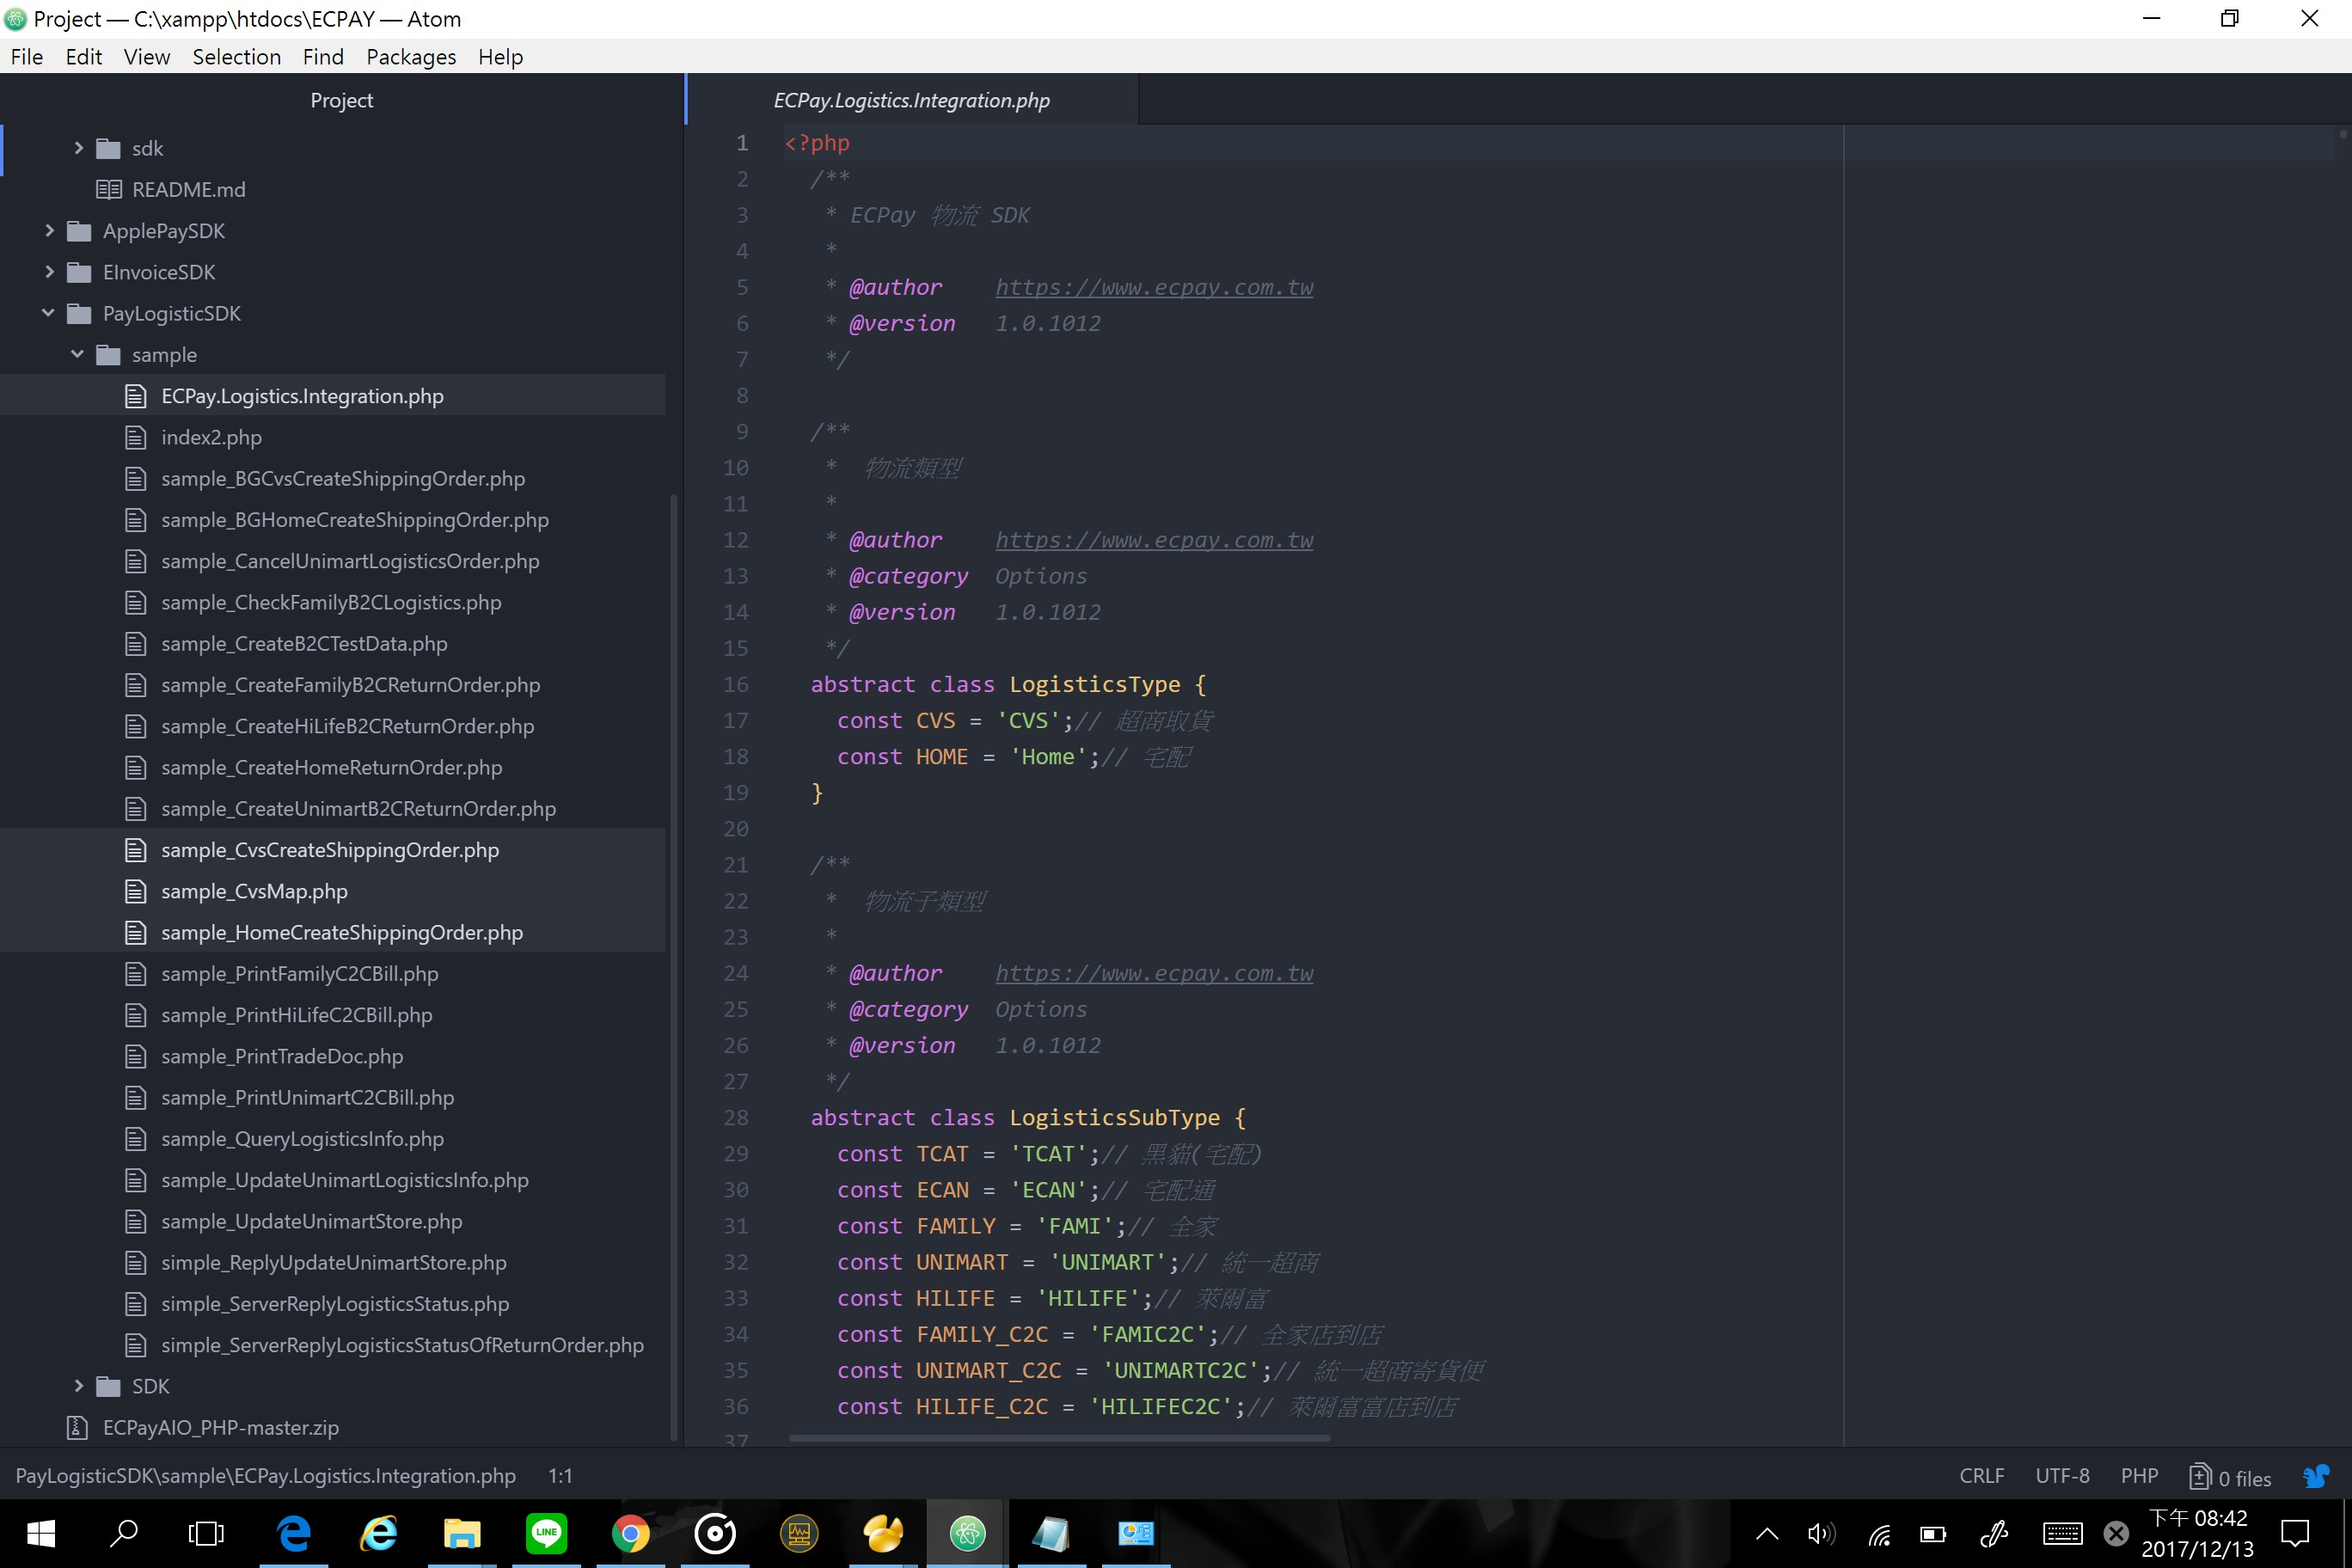 Project — C:\xampp\htdocs\ECPAY — Atom
File Edit View Selection Find Packages Help
Project
sdk
README.md
ApplePaySDK
EInvoiceSDK
PayLogisticSDK
sample
ECPay.Logistics.Integration.php
index2.php
sample_BGCvsCreateShippingOrder.php
sample_BGHomeCreateShippingOrder.php
sample_CancelUnimartLogisticsOrder.php
sample_CheckFamilyB2CLogistics.php
sample_CreateB2CTestData.php
sample_CreateFamilyB2CReturnOrder.php
sample_CreateHiLifeB2CReturnOrder.php
sample_CreateHomeReturnOrder.php
sample_CreateUnimartB2CReturnOrder.php
sample_CvsCreateShippingOrder.php
sample_CvsMap.php
sample_HomeCreateShippingOrder.php
sample_PrintFamilyC2CBill.php
sample_PrintHiLifeC2CBill.php
sample_PrintTradeDoc.php
sample_PrintUnimartC2CBill.php
sample_QueryLogisticsInfo.php
sample_UpdateUnimartLogisticsInfo.php
sample_UpdateUnimartStore.php
simple_ReplyUpdateUnimartStore.php
simple_ServerReplyLogisticsStatus.php
simple_ServerReplyLogisticsStatusOfReturnOrder.php
SDK
ECPayAIO_PHP-master.zip
ECPay.Logistics.Integration.php
1 <?php
2 /**
3 * ECPay 物流 SDK
4 *
5 * @author https://www.ecpay.com.tw
6 * @version 1.0.1012
7 */
8
9 /**
10 * 物流類型
11 *
12 * @author https://www.ecpay.com.tw
13 * @category Options
14 * @version 1.0.1012
15 */
16 abstract class LogisticsType {
17 const CVS = 'CVS';// 超商取貨
18 const HOME = 'Home';// 宅配
19 }
20
21 /**
22 * 物流子類型
23 *
24 * @author https://www.ecpay.com.tw
25 * @category Options
26 * @version 1.0.1012
27 */
28 abstract class LogisticsSubType {
29 const TCAT = 'TCAT';// 黑貓(宅配)
30 const ECAN = 'ECAN';// 宅配通
31 const FAMILY = 'FAMI';// 全家
32 const UNIMART = 'UNIMART';// 統一超商
33 const HILIFE = 'HILIFE';// 萊爾富
34 const FAMILY_C2C = 'FAMIC2C';// 全家店到店
35 const UNIMART_C2C = 'UNIMARTC2C';// 統一超商寄貨便
36 const HILIFE_C2C = 'HILIFEC2C';// 萊爾富富店到店
37
PayLogisticSDK\sample\ECPay.Logistics.Integration.php 1:1
CRLF UTF-8 PHP 0 files
LINE
下午 08:42
2017/12/13